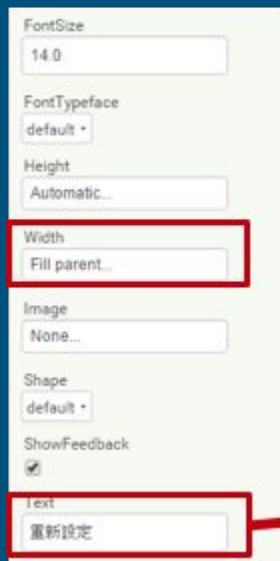 FontSize
14.0
FontTypeface
default
Height
Automatic...
Width
Fill parent...
Image
None...
Shape
default
ShowFeedback
Text
重新設定